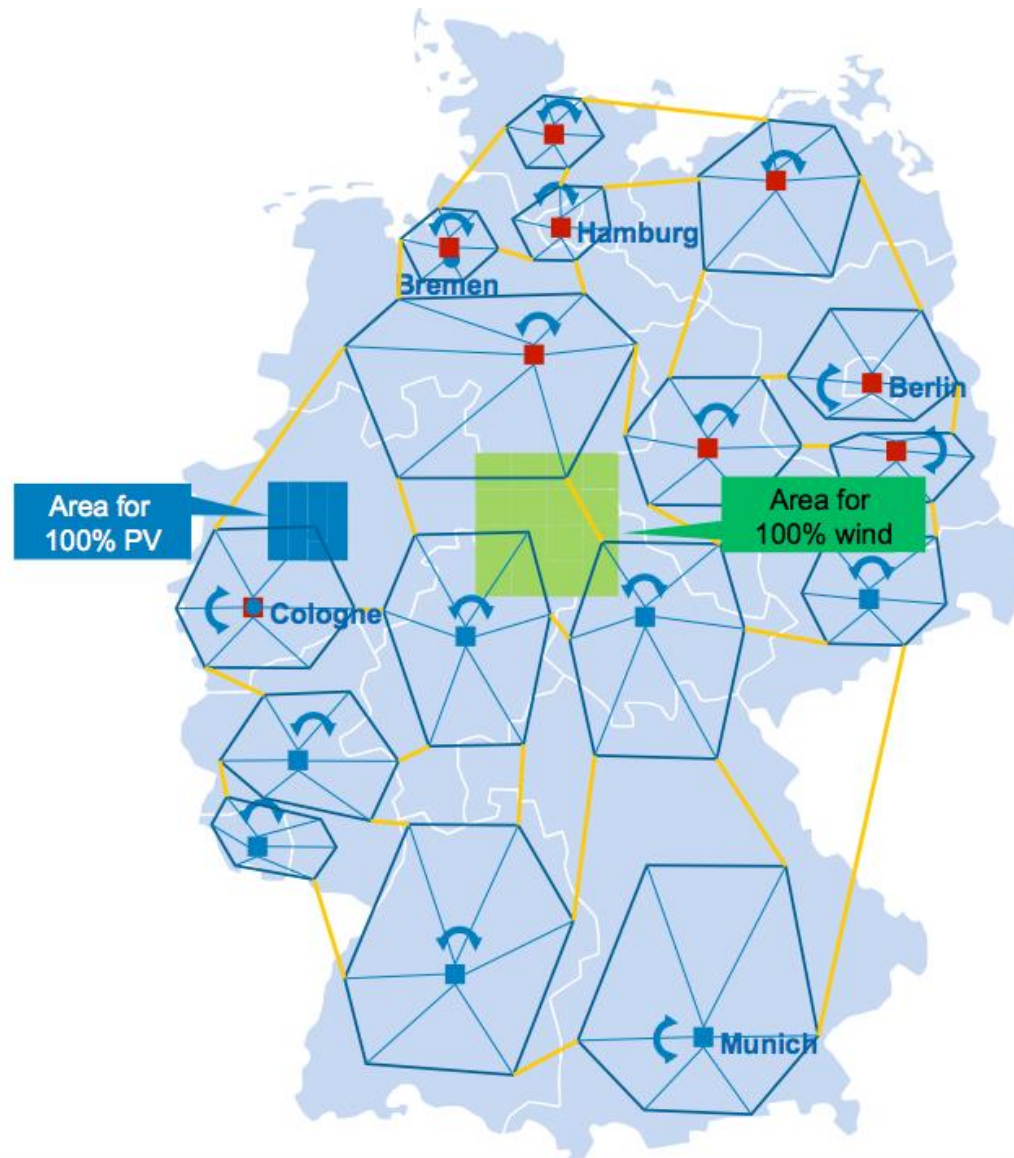 Hamburg
Bremen
Berlin
Area for
100% PV
Area for
100% wind
Cologne
Munich